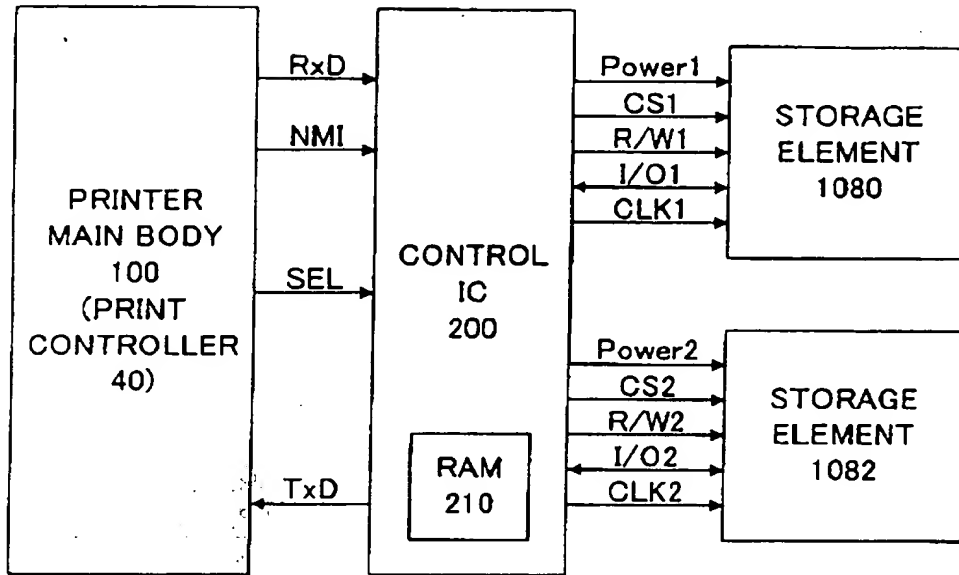 PRINTER
MAIN BODY
100
(PRINT
CONTROLLER
40)
RxD
NMI
SEL
TxD
CONTROL
IC
200
RAM
210
Power1
CS1
R/W1
I/O1
CLK1
STORAGE
ELEMENT
1080
Power2
CS2
R/W2
I/O2
CLK2
STORAGE
ELEMENT
1082